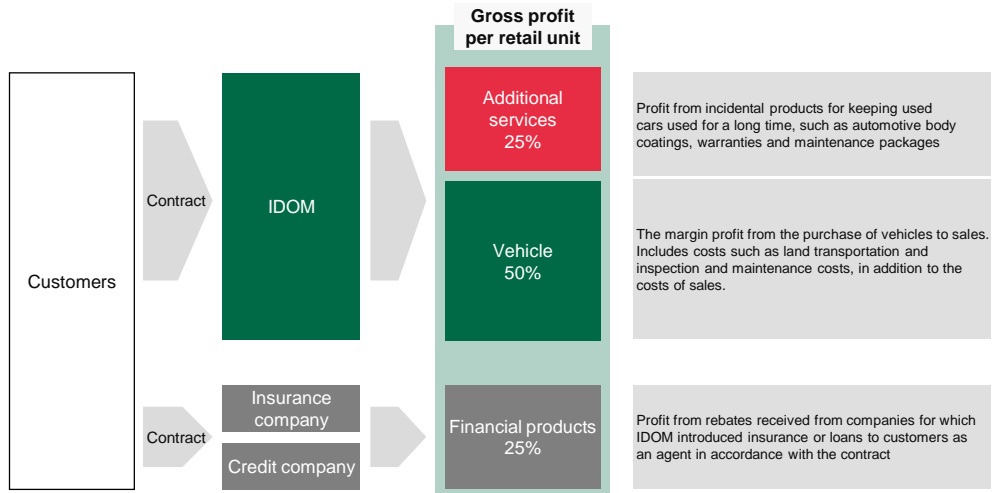 Gross profit
per retail unit
Customers
Contract
IDOM
Additional
services
25%
Profit from incidental products for keeping used
cars used for a long time, such as automotive body
coatings, warranties and maintenance packages
Vehicle
50%
The margin profit from the purchase of vehicles to sales.
Includes costs such as land transportation and
inspection and maintenance costs, in addition to the
costs of sales.
Contract
Insurance
company
Credit company
Financial products
25%
Profit from rebates received from companies for which
IDOM introduced insurance or loans to customers as
an agent in accordance with the contract